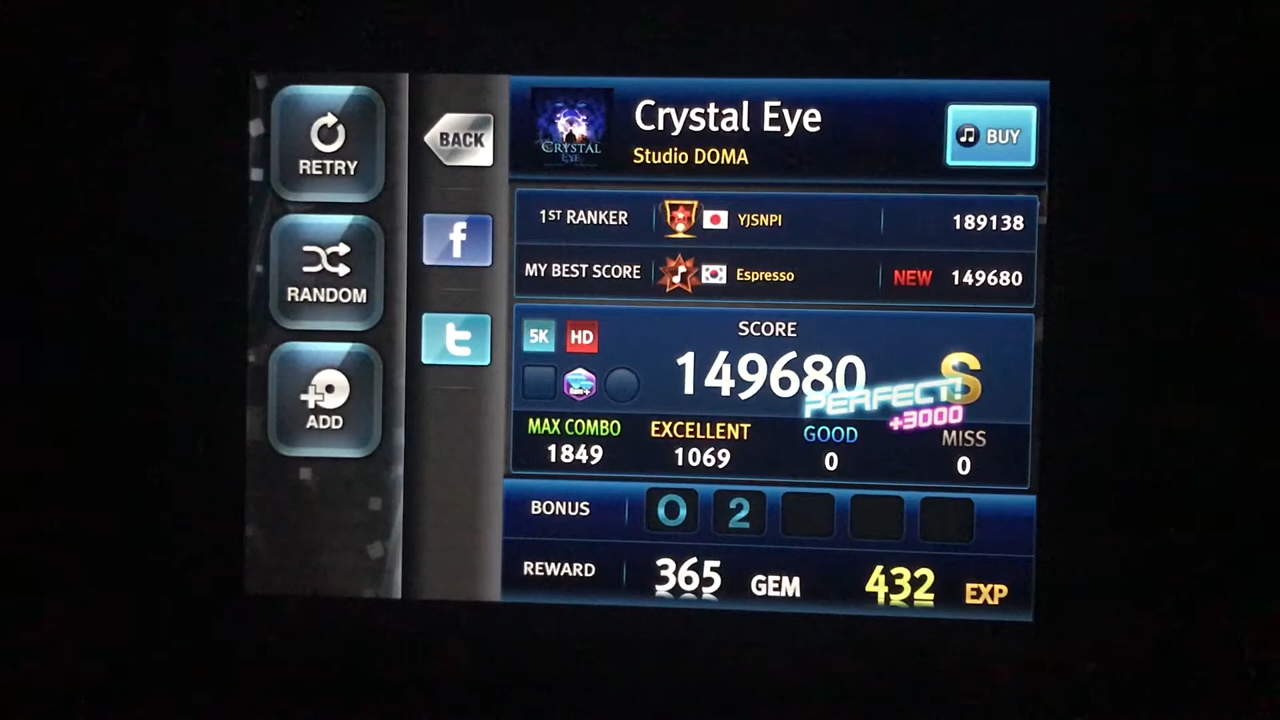 RETRY
RANDOM
ADD
BACK
f
t
CRYSTAL
EYE
Crystal Eye
Studio DOMA
BUY
1ST RANKER YJSNPI 189138
MY BEST SCORE Espresso NEW 149680
5K HD SCORE
149680 S
PERFECT!
+3000
MAX COMBO EXCELLENT GOOD MISS
1849 1069 0 0
BONUS 0 2
REWARD 365 GEM 432 EXP